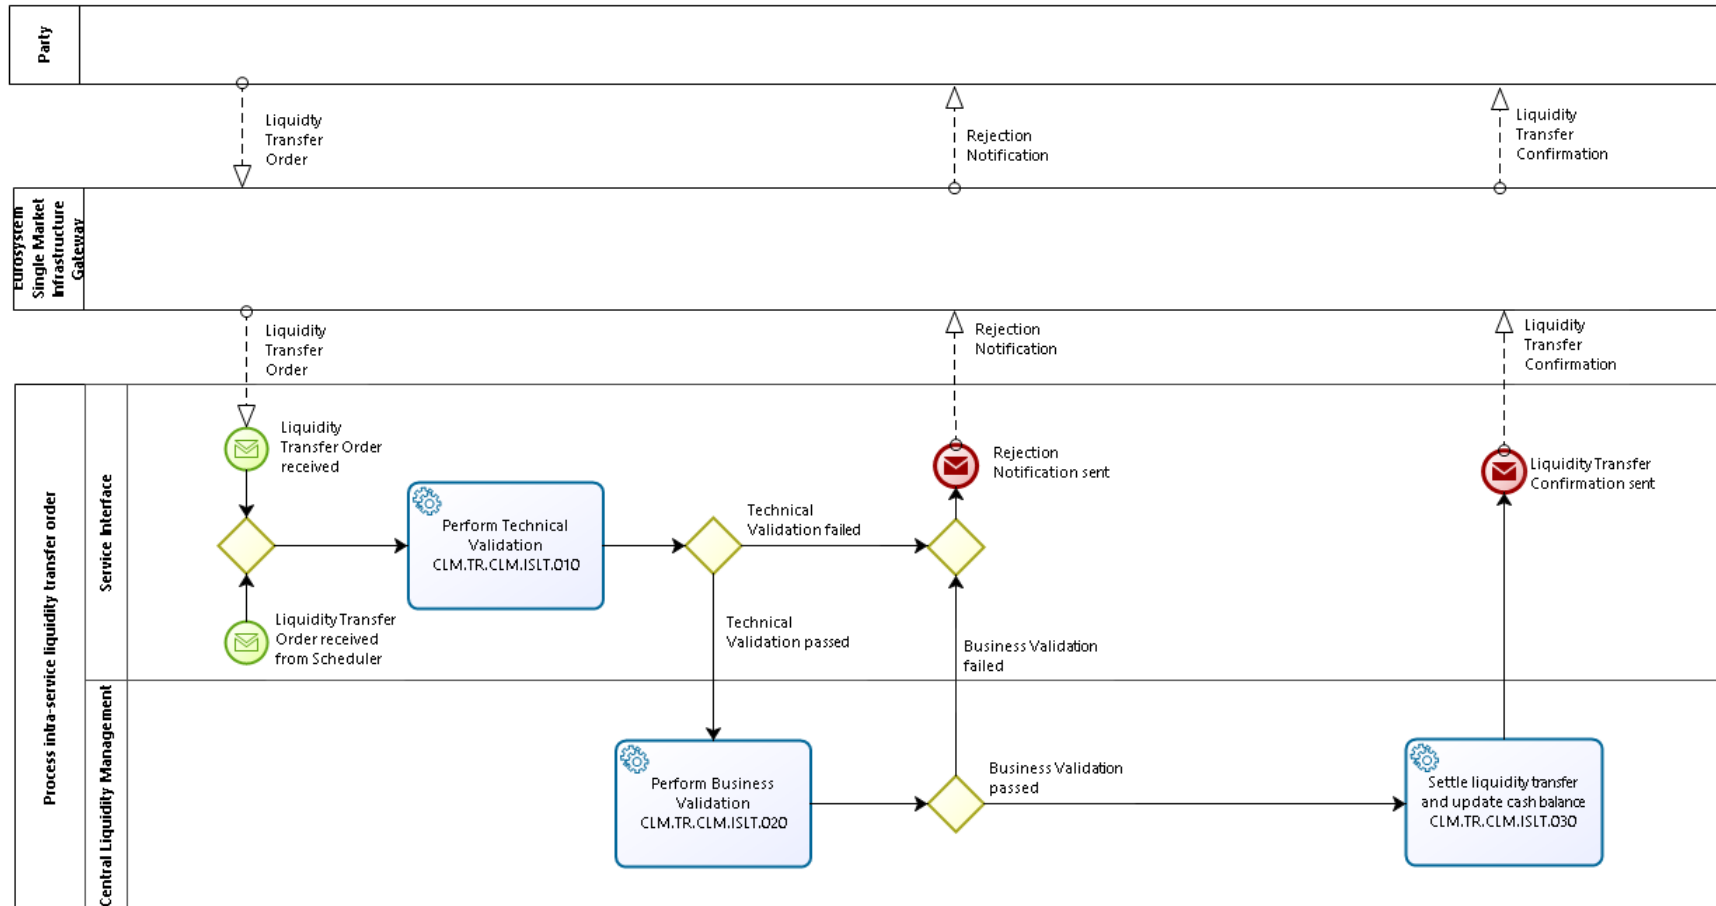 Party
Liquidty
Transfer
Order
Rejection
Notification
Liquidity
Transfer
Confirmation
Eurosystem
Single Market
Infrastructure
Gateway
Liquidity
Transfer
Order
Rejection
Notification
Liquidity
Transfer
Confirmation
Process intra-service liquidity transfer order
Service Interface
Liquidity
Transfer Order
received
Perform Technical
Validation
CLM.TR.CLM.ISLT.010
Technical
Validation failed
Rejection
Notification sent
Liquidity Transfer
Confirmation sent
Liquidity Transfer
Order received
from Scheduler
Technical
Validation passed
Business Validation
failed
Central Liquidity Management
Perform Business
Validation
CLM.TR.CLM.ISLT.020
Business Validation
passed
Settle liquidity transfer
and update cash balance
CLM.TR.CLM.ISLT.030